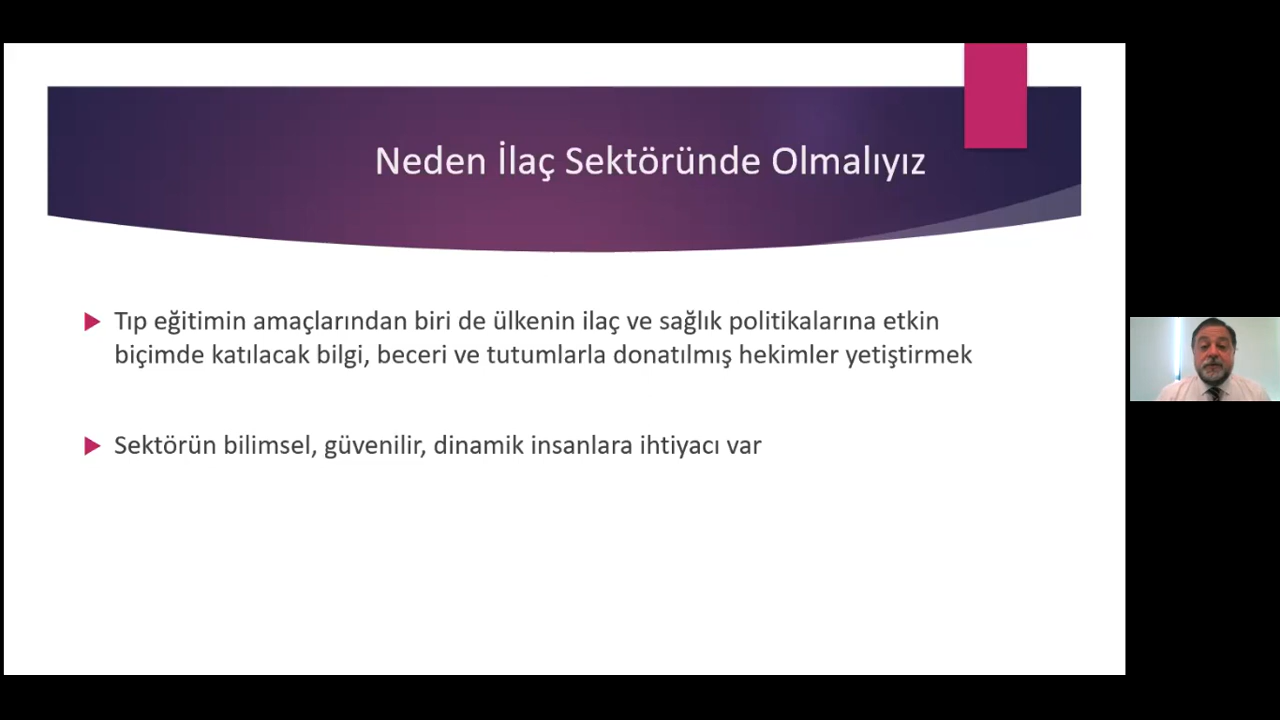 Neden İlaç Sektöründe Olmalıyız
Tıp eğitimin amaçlarından biri de ülkenin ilaç ve sağlık politikalarına etkin
biçimde katılacak bilgi, beceri ve tutumlarla donatılmış hekimler yetiştirmek
Sektörün bilimsel, güvenilir, dinamik insanlara ihtiyacı var